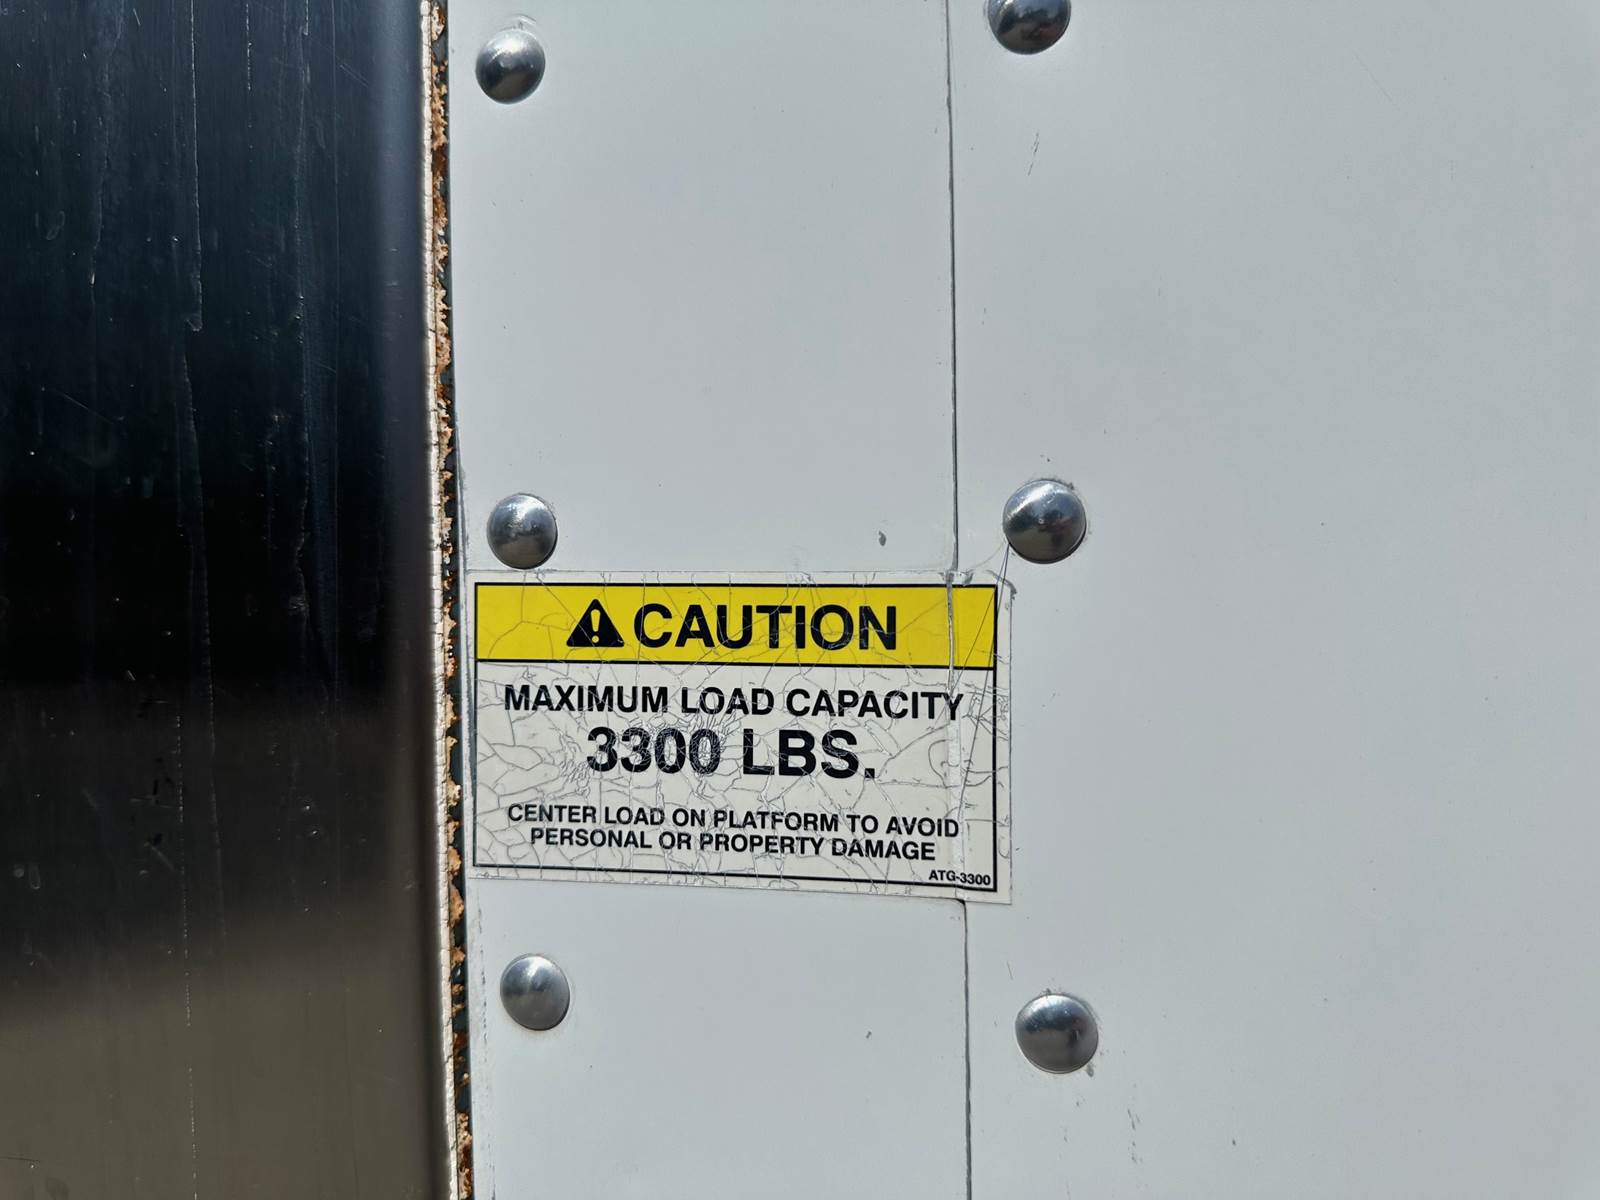 CAUTION
MAXIMUM LOAD CAPACITY
3300 LBS.
CENTER LOAD ON PLATFORM TO AVOID
PERSONAL OR PROPERTY DAMAGE
ATG-3300